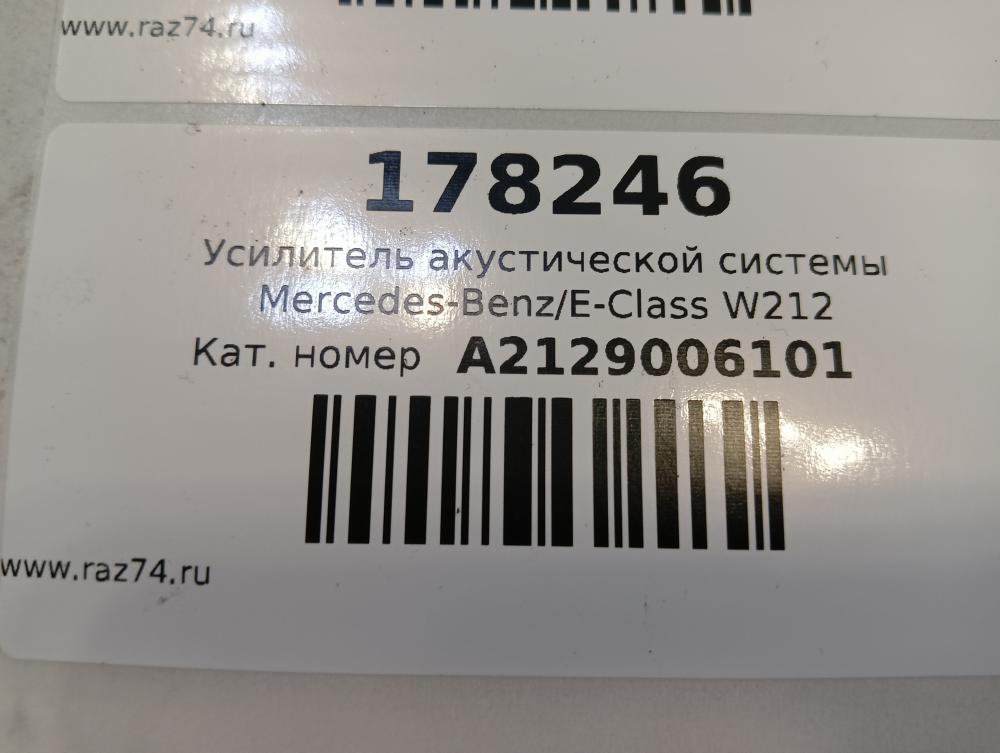 www.raz74.ru
178246
Усилитель акустической системы
Mercedes-Benz/E-Class W212
Кат. номер A2129006101
www.raz74.ru